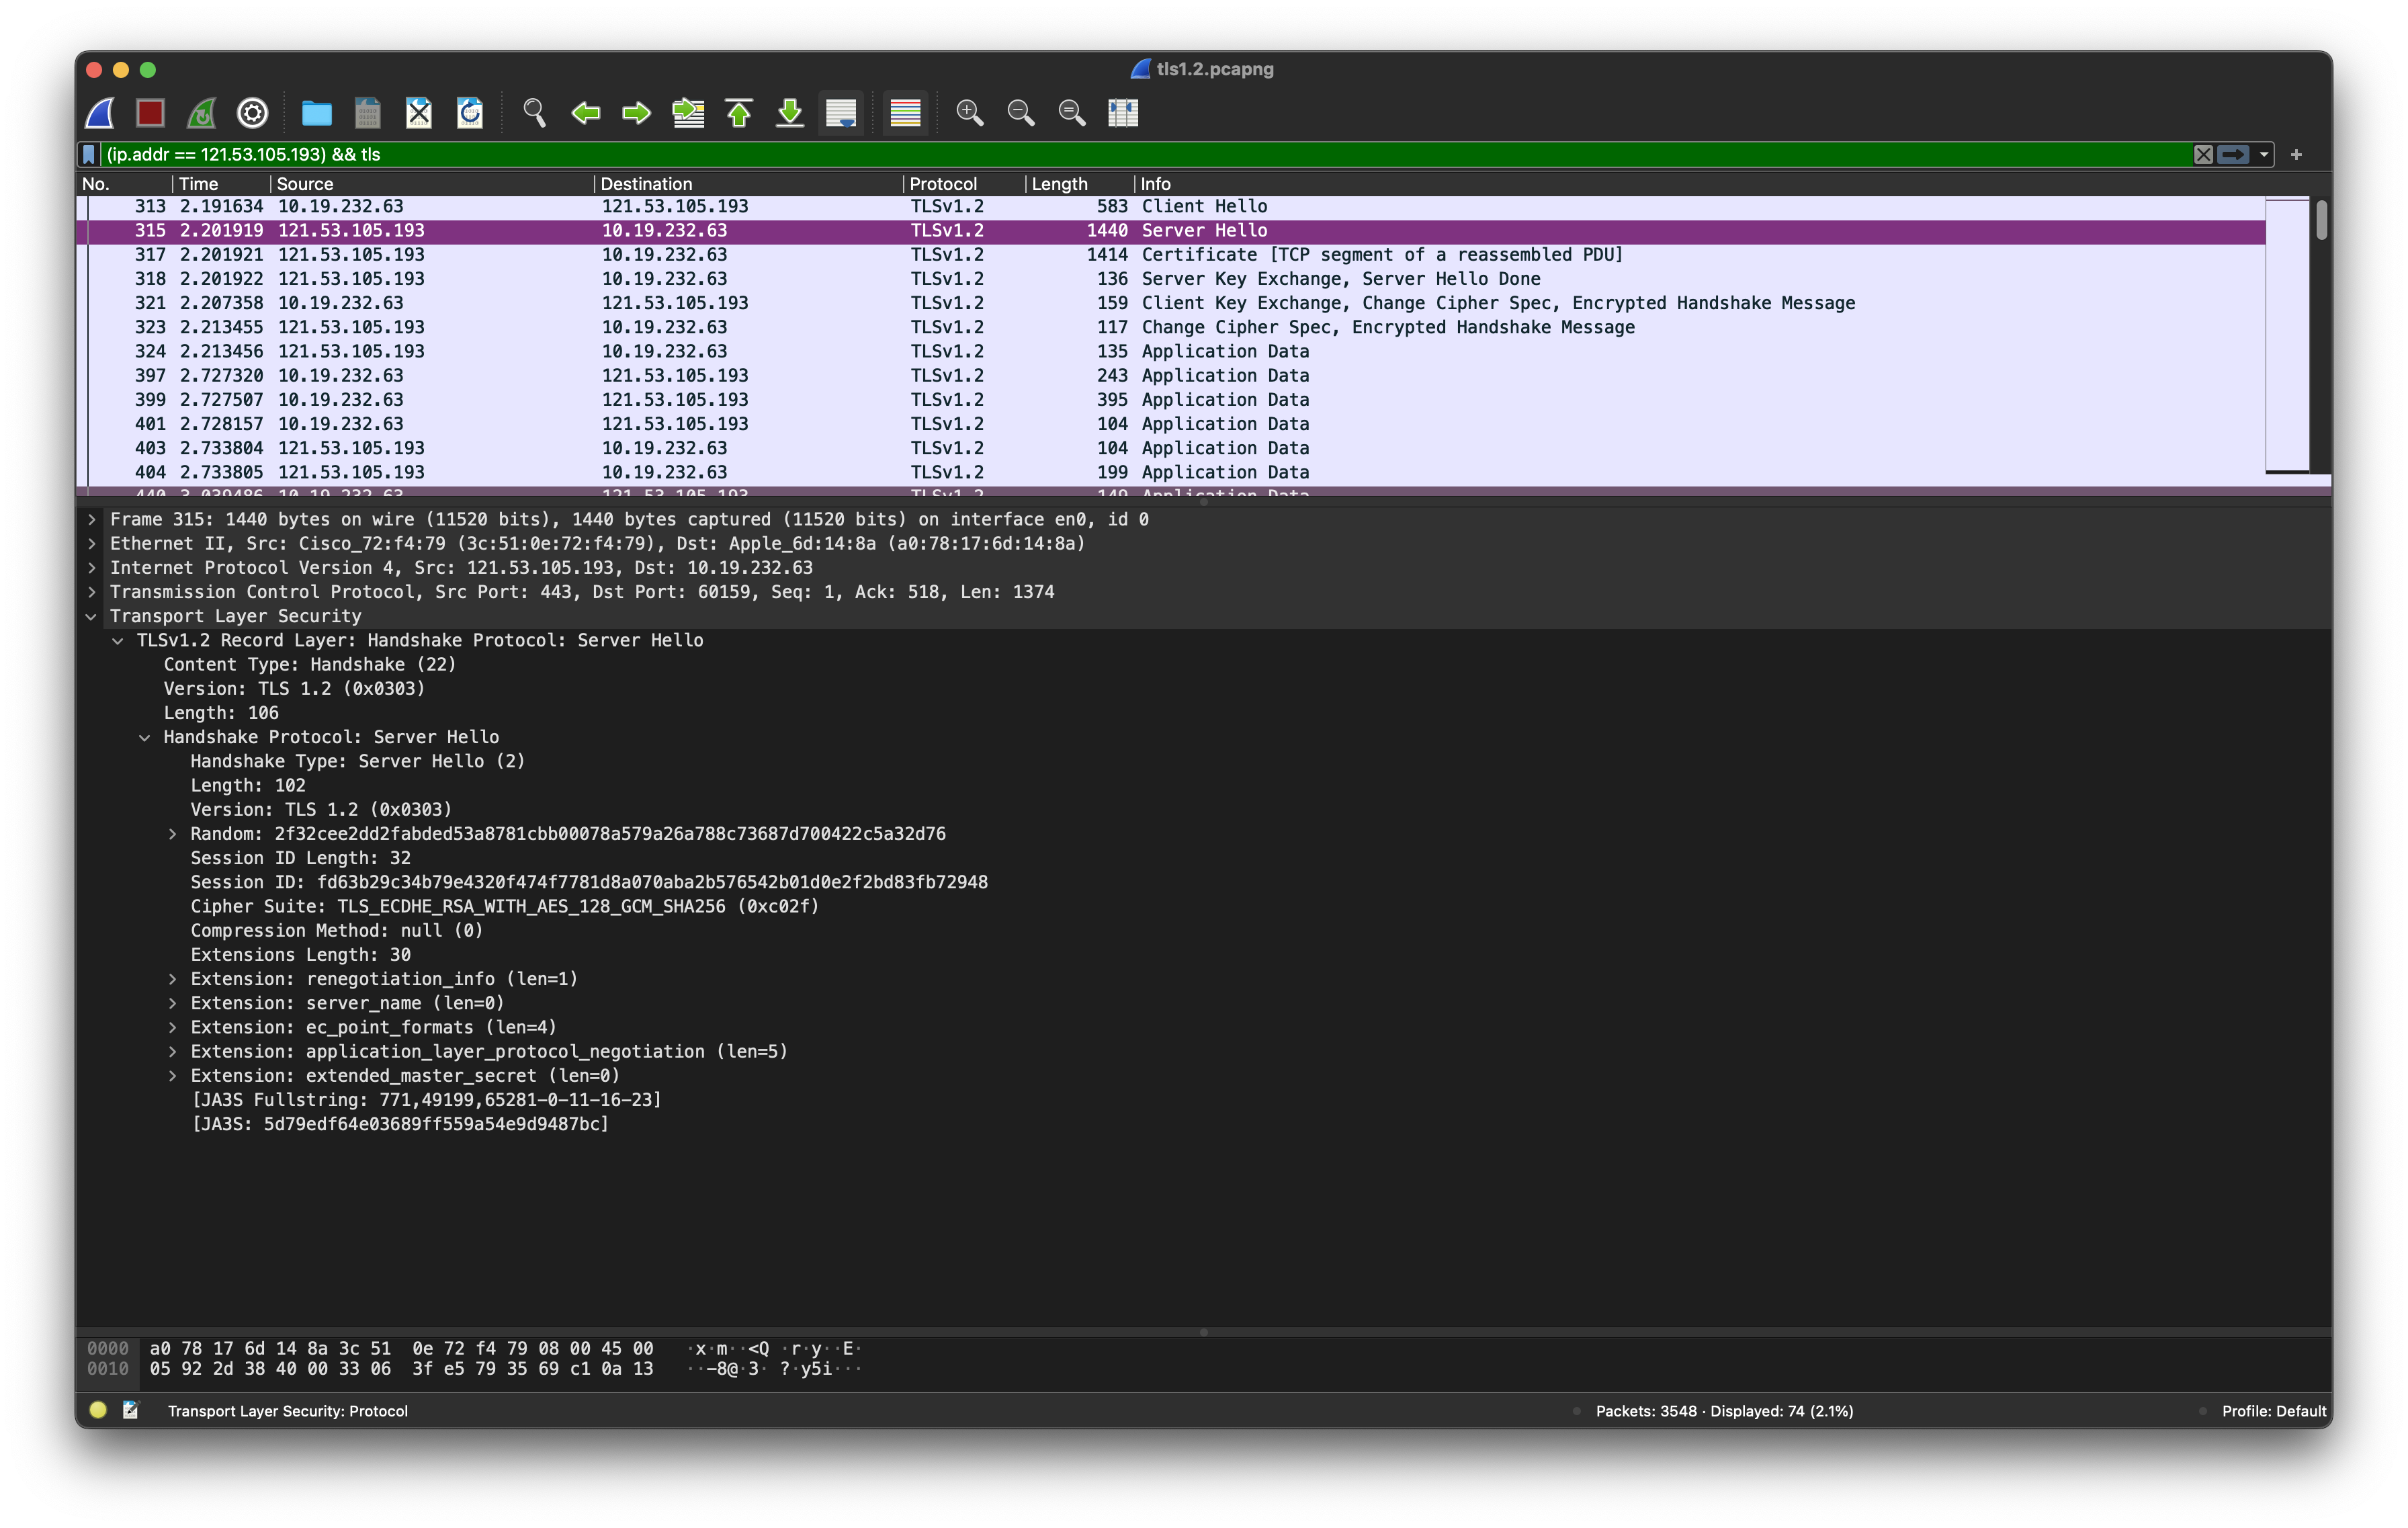 tls1.2.pcapng
(ip.addr == 121.53.105.193) && tls
No. Time Source Destination Protocol Length Info
313 2.191634 10.19.232.63 121.53.105.193 TLSv1.2 583 Client Hello
315 2.201919 121.53.105.193 10.19.232.63 TLSv1.2 1440 Server Hello
317 2.201921 121.53.105.193 10.19.232.63 TLSv1.2 1414 Certificate [TCP segment of a reassembled PDU]
318 2.201922 121.53.105.193 10.19.232.63 TLSv1.2 136 Server Key Exchange, Server Hello Done
321 2.207358 10.19.232.63 121.53.105.193 TLSv1.2 159 Client Key Exchange, Change Cipher Spec, Encrypted Handshake Message
323 2.213455 121.53.105.193 10.19.232.63 TLSv1.2 117 Change Cipher Spec, Encrypted Handshake Message
324 2.213456 121.53.105.193 10.19.232.63 TLSv1.2 135 Application Data
397 2.727320 10.19.232.63 121.53.105.193 TLSv1.2 243 Application Data
399 2.727507 10.19.232.63 121.53.105.193 TLSv1.2 395 Application Data
401 2.728157 10.19.232.63 121.53.105.193 TLSv1.2 104 Application Data
403 2.733804 121.53.105.193 10.19.232.63 TLSv1.2 104 Application Data
404 2.733805 121.53.105.193 10.19.232.63 TLSv1.2 199 Application Data
440 3.039486 10.19.232.63 121.53.105.193 TLSv1.2 149 Application Data
Frame 315: 1440 bytes on wire (11520 bits), 1440 bytes captured (11520 bits) on interface en0, id 0
Ethernet II, Src: Cisco_72:f4:79 (3c:51:0e:72:f4:79), Dst: Apple_6d:14:8a (a0:78:17:6d:14:8a)
Internet Protocol Version 4, Src: 121.53.105.193, Dst: 10.19.232.63
Transmission Control Protocol, Src Port: 443, Dst Port: 60159, Seq: 1, Ack: 518, Len: 1374
Transport Layer Security
TLSv1.2 Record Layer: Handshake Protocol: Server Hello
Content Type: Handshake (22)
Version: TLS 1.2 (0x0303)
Length: 106
Handshake Protocol: Server Hello
Handshake Type: Server Hello (2)
Length: 102
Version: TLS 1.2 (0x0303)
Random: 2f32cee2dd2fabded53a8781cbb00078a579a26a788c73687d700422c5a32d76
Session ID Length: 32
Session ID: fd63b29c34b79e4320f474f7781d8a070aba2b576542b01d0e2f2bd83fb72948
Cipher Suite: TLS_ECDHE_RSA_WITH_AES_128_GCM_SHA256 (0xc02f)
Compression Method: null (0)
Extensions Length: 30
Extension: renegotiation_info (len=1)
Extension: server_name (len=0)
Extension: ec_point_formats (len=4)
Extension: application_layer_protocol_negotiation (len=5)
Extension: extended_master_secret (len=0)
[JA3S Fullstring: 771,49199,65281-0-11-16-23]
[JA3S: 5d79edf64e03689ff559a54e9d9487bc]
0000 a0 78 17 6d 14 8a 3c 51 0e 72 f4 79 08 00 45 00 ·x·m··<Q ·r·y··E·
0010 05 92 2d 38 40 00 33 06 3f e5 79 35 69 c1 0a 13 ··-8@·3· ?·y5i···
Transport Layer Security: Protocol Packets: 3548 · Displayed: 74 (2.1%) Profile: Default